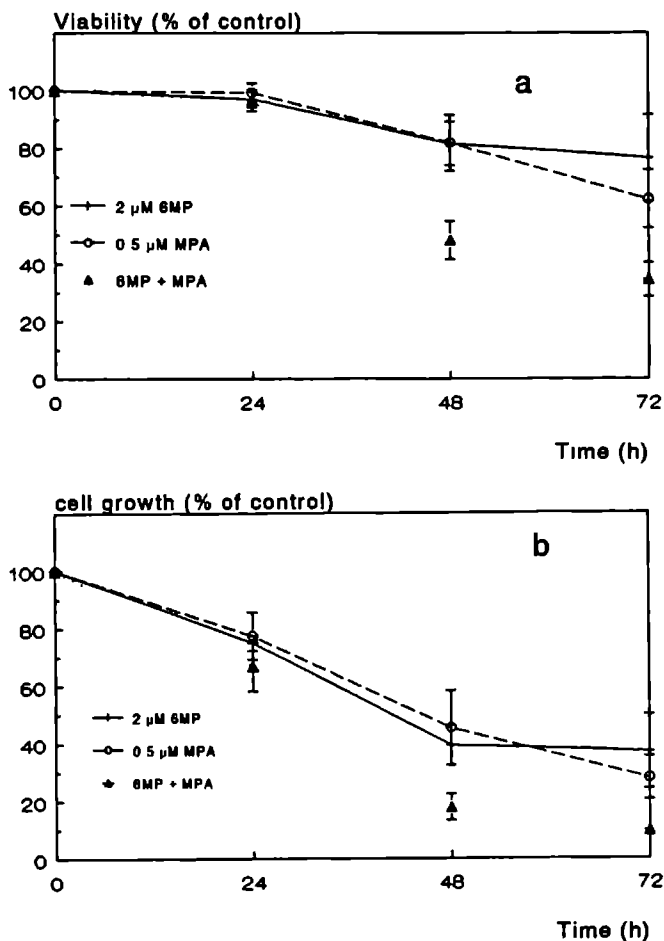 Viability (% of control)
a
100
80
60
40
20
0
2 µM 6MP
0 5 µM MPA
6MP + MPA
0 24 48 72
Time (h)
cell growth (% of control)
b
100
80
60
40
20
0
2 µM 6MP
0 5 µM MPA
6MP + MPA
0 24 48 72
Time (h)